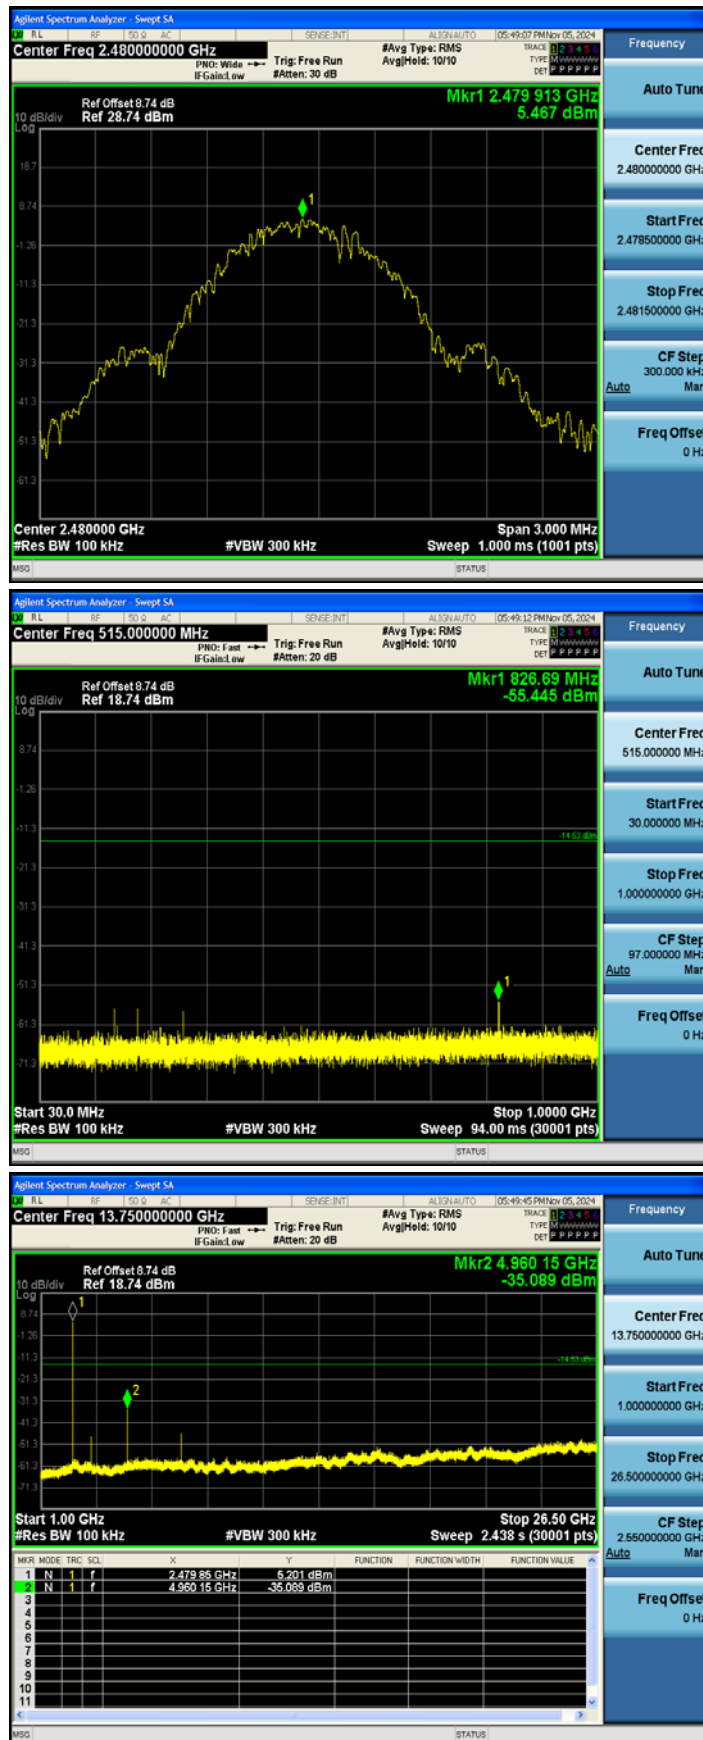 Agilent Spectrum Analyzer - Swept SA
RL RF 50 Ω AC SENSE:INT ALIGNAUTO 05:49:07 PM Nov 05, 2024
Center Freq 2.480000000 GHz
PNO: Wide
IFGain:Low
Trig: Free Run
#Atten: 30 dB
#Avg Type: RMS
Avg|Hold: 10/10
TRACE 1 2 3 4 5 6
TYPE M
DET P P P P P P
Frequency
Mkr1 2.479 913 GHz
5.467 dBm
Ref Offset 8.74 dB
10 dB/div Ref 28.74 dBm
Log
18.7
8.74
-1.26
-11.3
-21.3
-31.3
-41.3
-51.3
-61.3
1
Center 2.480000 GHz Span 3.000 MHz
#Res BW 100 kHz #VBW 300 kHz Sweep 1.000 ms (1001 pts)
MSG STATUS
Auto Tune
Center Freq
2.480000000 GHz
Start Freq
2.478500000 GHz
Stop Freq
2.481500000 GHz
CF Step
300.000 kHz
Auto Man
Freq Offset
0 Hz
Agilent Spectrum Analyzer - Swept SA
RL RF 50 Ω AC SENSE:INT ALIGNAUTO 05:49:12 PM Nov 05, 2024
Center Freq 515.000000 MHz
PNO: Fast
IFGain:Low
Trig: Free Run
#Atten: 20 dB
#Avg Type: RMS
Avg|Hold: 10/10
TRACE 1 2 3 4 5 6
TYPE M
DET P P P P P P
Frequency
Mkr1 826.69 MHz
-55.445 dBm
Ref Offset 8.74 dB
10 dB/div Ref 18.74 dBm
Log
8.74
-1.26
-11.3
-21.3
-31.3
-41.3
-51.3
-61.3
-71.3
-14.53 dBm
1
Start 30.0 MHz Stop 1.0000 GHz
#Res BW 100 kHz #VBW 300 kHz Sweep 94.00 ms (30001 pts)
MSG STATUS
Auto Tune
Center Freq
515.000000 MHz
Start Freq
30.000000 MHz
Stop Freq
1.000000000 GHz
CF Step
97.000000 MHz
Auto Man
Freq Offset
0 Hz
Agilent Spectrum Analyzer - Swept SA
RL RF 50 Ω AC SENSE:INT ALIGNAUTO 05:49:45 PM Nov 05, 2024
Center Freq 13.750000000 GHz
PNO: Fast
IFGain:Low
Trig: Free Run
#Atten: 20 dB
#Avg Type: RMS
Avg|Hold: 10/10
TRACE 1 2 3 4 5 6
TYPE M
DET P P P P P P
Frequency
Mkr2 4.960 15 GHz
-35.089 dBm
Ref Offset 8.74 dB
10 dB/div Ref 18.74 dBm
Log
8.74
-1.26
-11.3
-21.3
-31.3
-41.3
-51.3
-61.3
-71.3
-14.53 dBm
1
2
Start 1.00 GHz Stop 26.50 GHz
#Res BW 100 kHz #VBW 300 kHz Sweep 2.438 s (30001 pts)
MKR MODE TRC SCL X Y FUNCTION FUNCTION WIDTH FUNCTION VALUE
1 N 1 f 2.479 85 GHz 5.201 dBm
2 N 1 f 4.960 15 GHz -35.089 dBm
3
4
5
6
7
8
9
10
11
MSG STATUS
Auto Tune
Center Freq
13.750000000 GHz
Start Freq
1.000000000 GHz
Stop Freq
26.500000000 GHz
CF Step
2.550000000 GHz
Auto Man
Freq Offset
0 Hz